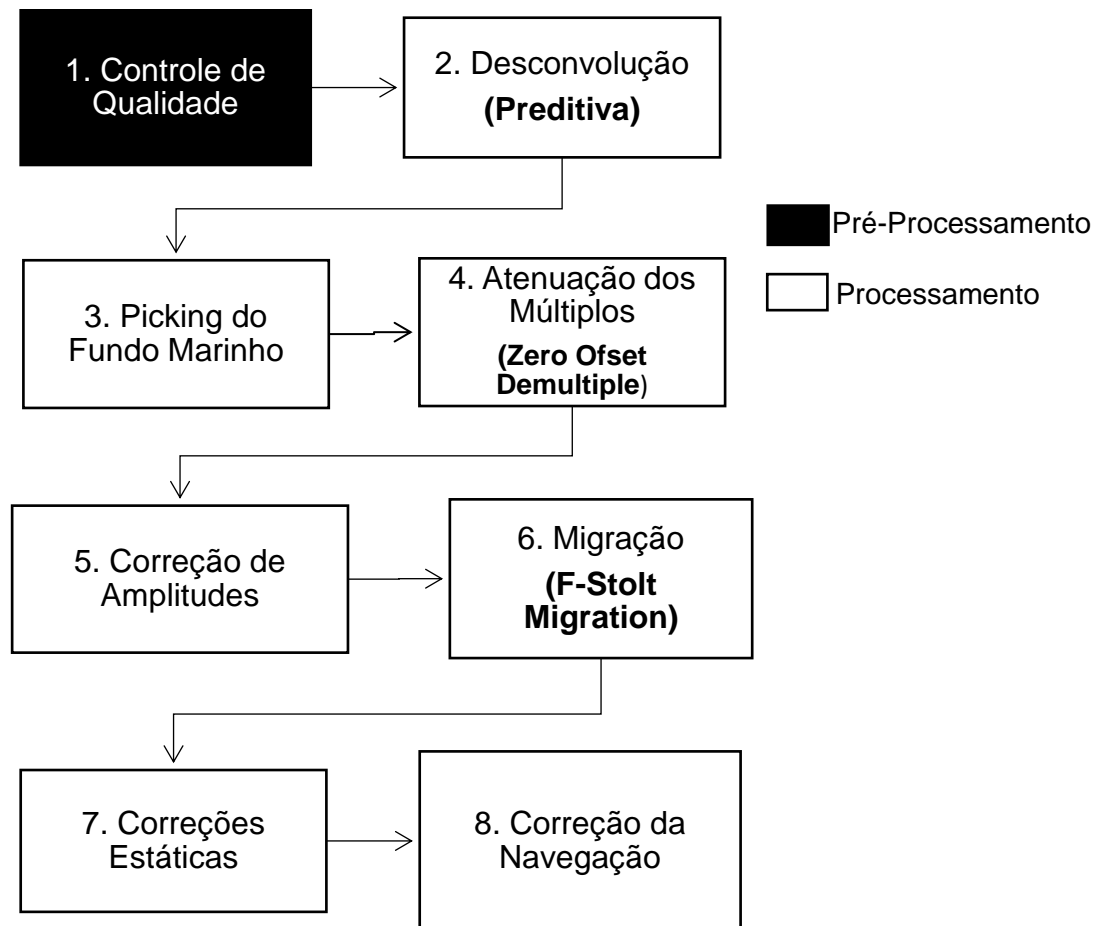 1. Controle de
Qualidade
2. Desconvolução
(Preditiva)
Pré-Processamento
Processamento
3. Picking do
Fundo Marinho
4. Atenuação dos
Múltiplos
(Zero Ofset
Demultiple)
5. Correção de
Amplitudes
6. Migração
(F-Stolt
Migration)
7. Correções
Estáticas
8. Correção da
Navegação